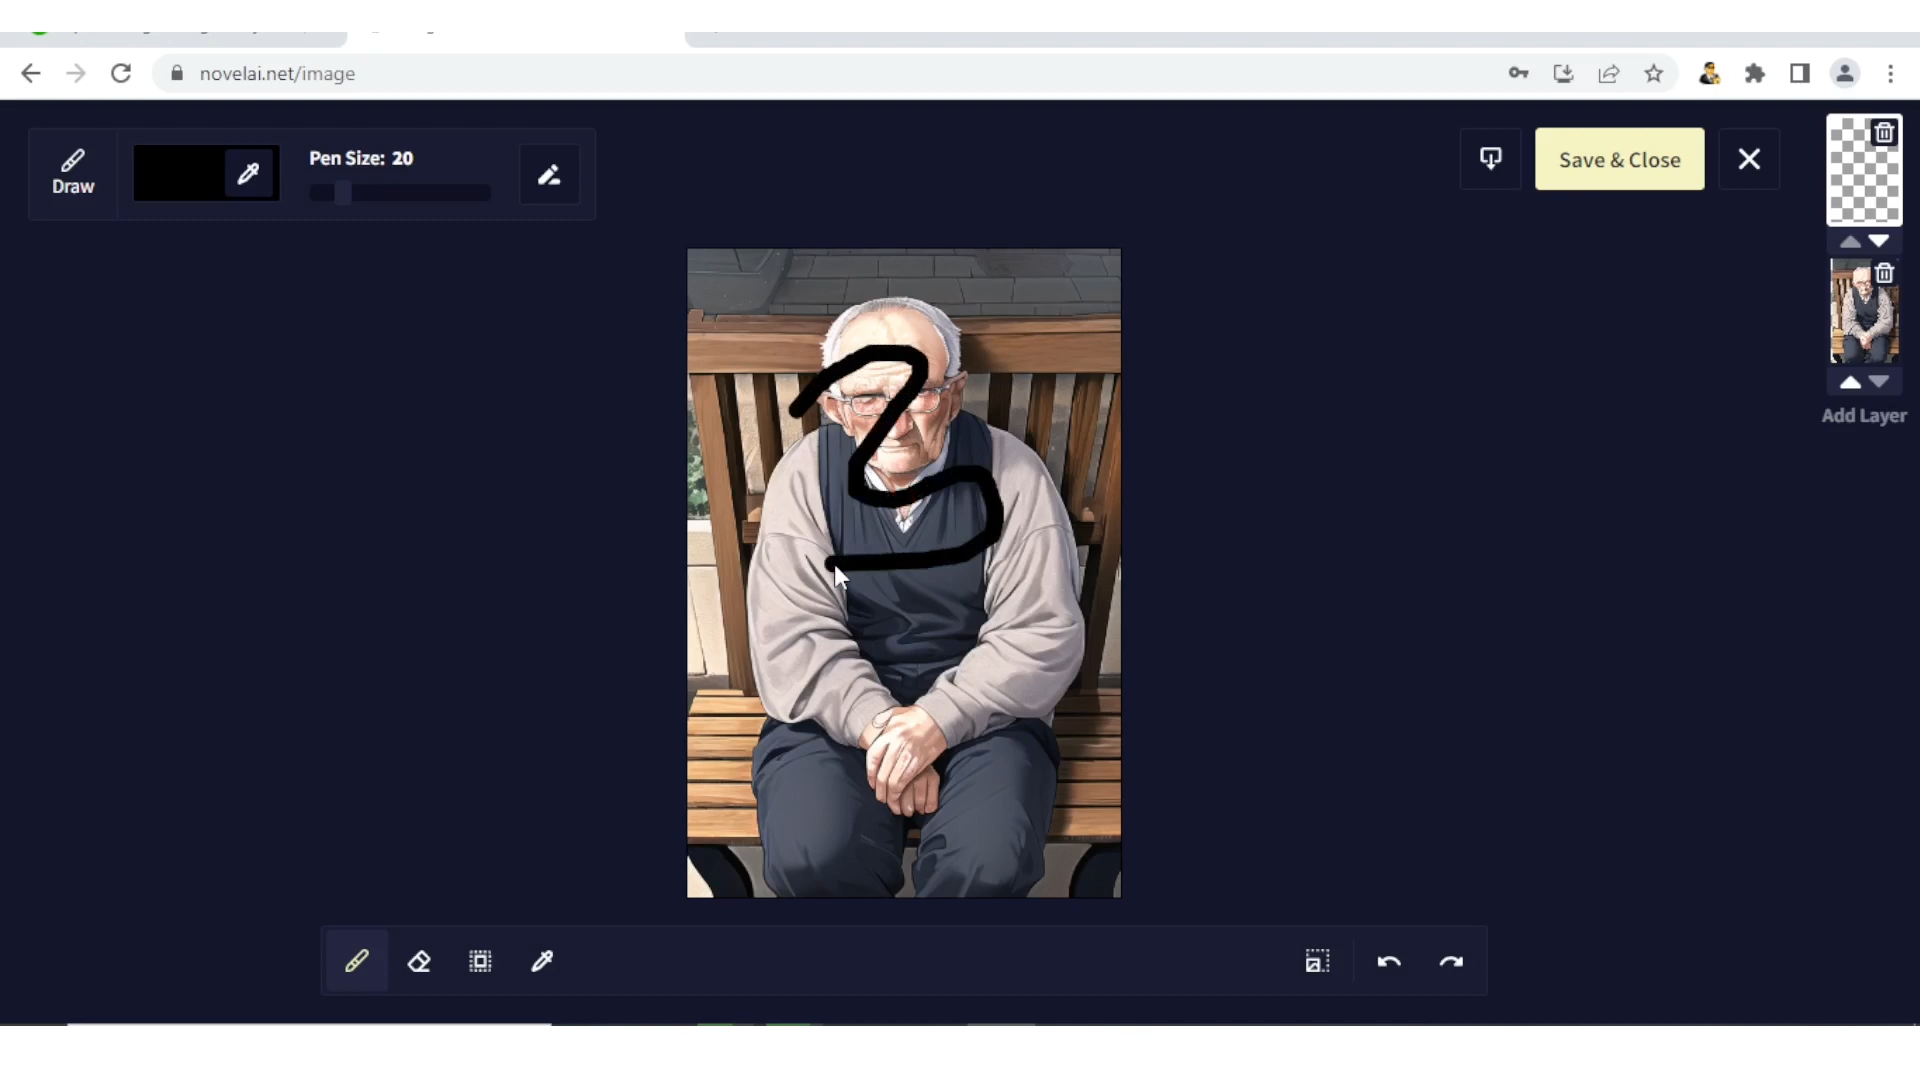 novelai.net/image
Draw
Pen Size: 20
Save & Close
Add Layer